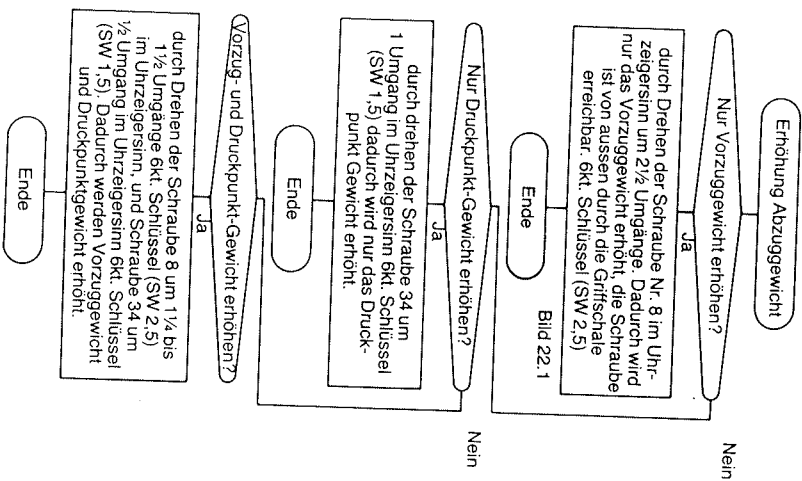 Erhöhung Abzuggewicht
Nur Vorzuggewicht erhöhen?
Nein
Ja
durch Drehen der Schraube Nr. 8 im Uhr-
zeigersinn um 2½ Umgänge. Dadurch wird
nur das Vorzuggewicht erhöht, die Schraube
ist von aussen durch die Griffschale
erreichbar. 6kt. Schlüssel (SW 2,5)
Bild 22.1
Ende
Nur Druckpunkt-Gewicht erhöhen?
Nein
Ja
durch drehen der Schraube 34 um
1 Umgang im Uhrzeigersinn 6kt. Schlüssel
(SW 1,5) dadurch wird nur das Druck-
punkt Gewicht erhöht.
Ende
Vorzug- und Druckpunkt-Gewicht erhöhen?
Ja
durch Drehen der Schraube 8 um 1¼ bis
1½ Umgänge 6kt. Schlüssel (SW 2,5)
im Uhrzeigersinn, und Schraube 34 um
½ Umgang im Uhrzeigersinn 6kt. Schlüssel
(SW 1,5). Dadurch werden Vorzuggewicht
und Druckpunktgewicht erhöht.
Ende